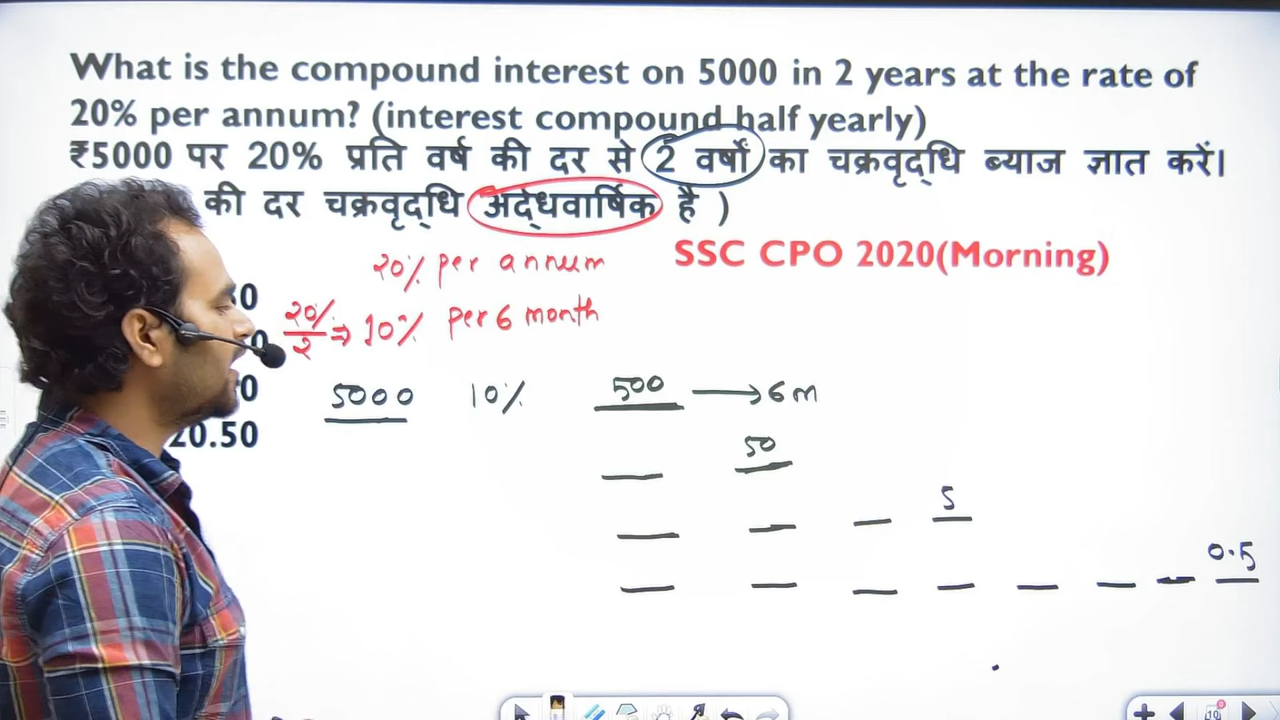 What is the compound interest on 5000 in 2 years at the rate of
20% per annum? (interest compound half yearly)
₹5000 पर 20% प्रति वर्ष की दर से 2 वर्षों का चक्रवृद्धि ब्याज ज्ञात करें।
की दर चक्रवृद्धि अर्द्धवार्षिक है )
SSC CPO 2020(Morning)
20% per annum
20%/2 ⇒ 10% per 6 month
5000 10% 500 → 6m
20.50
50
5
0.5